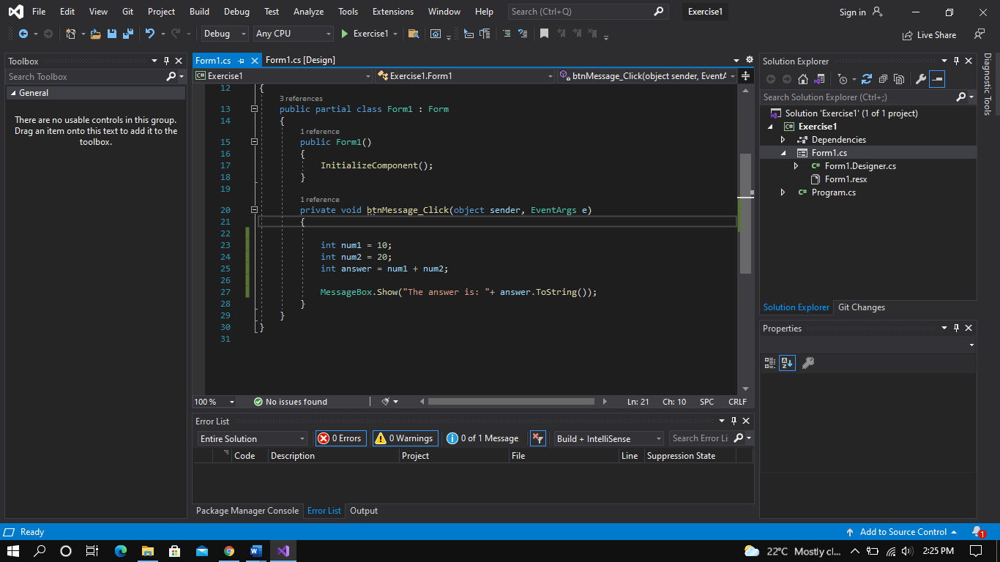 File Edit View Git Project Build Debug Test Analyze Tools Extensions Window Help Search (Ctrl+Q) Exercise1 Sign in
Debug Any CPU Exercise1 Live Share
Toolbox
Search Toolbox
General
There are no usable controls in this group.
Drag an item onto this text to add it to the
toolbox.
Form1.cs Form1.cs [Design]
Exercise1 Exercise1.Form1 btnMessage_Click(object sender, EventA
12 {
3 references
13 public partial class Form1 : Form
14 {
1 reference
15 public Form1()
16 {
17 InitializeComponent();
18 }
19
1 reference
20 private void btnMessage_Click(object sender, EventArgs e)
21 {
22
23 int num1 = 10;
24 int num2 = 20;
25 int answer = num1 + num2;
26
27 MessageBox.Show("The answer is: "+ answer.ToString());
28 }
29 }
30 }
31
100 % No issues found Ln: 21 Ch: 10 SPC CRLF
Error List
Entire Solution 0 Errors 0 Warnings 0 of 1 Message Build + IntelliSense Search Error Li
Code Description Project File Line Suppression State
Package Manager Console Error List Output
Solution Explorer
Search Solution Explorer (Ctrl+;)
Solution 'Exercise1' (1 of 1 project)
C# Exercise1
Dependencies
Form1.cs
C# Form1.Designer.cs
Form1.resx
C# Program.cs
Solution Explorer Git Changes
Properties
Diagnostic Tools
Ready Add to Source Control 1
22°C Mostly cl... 2:25 PM